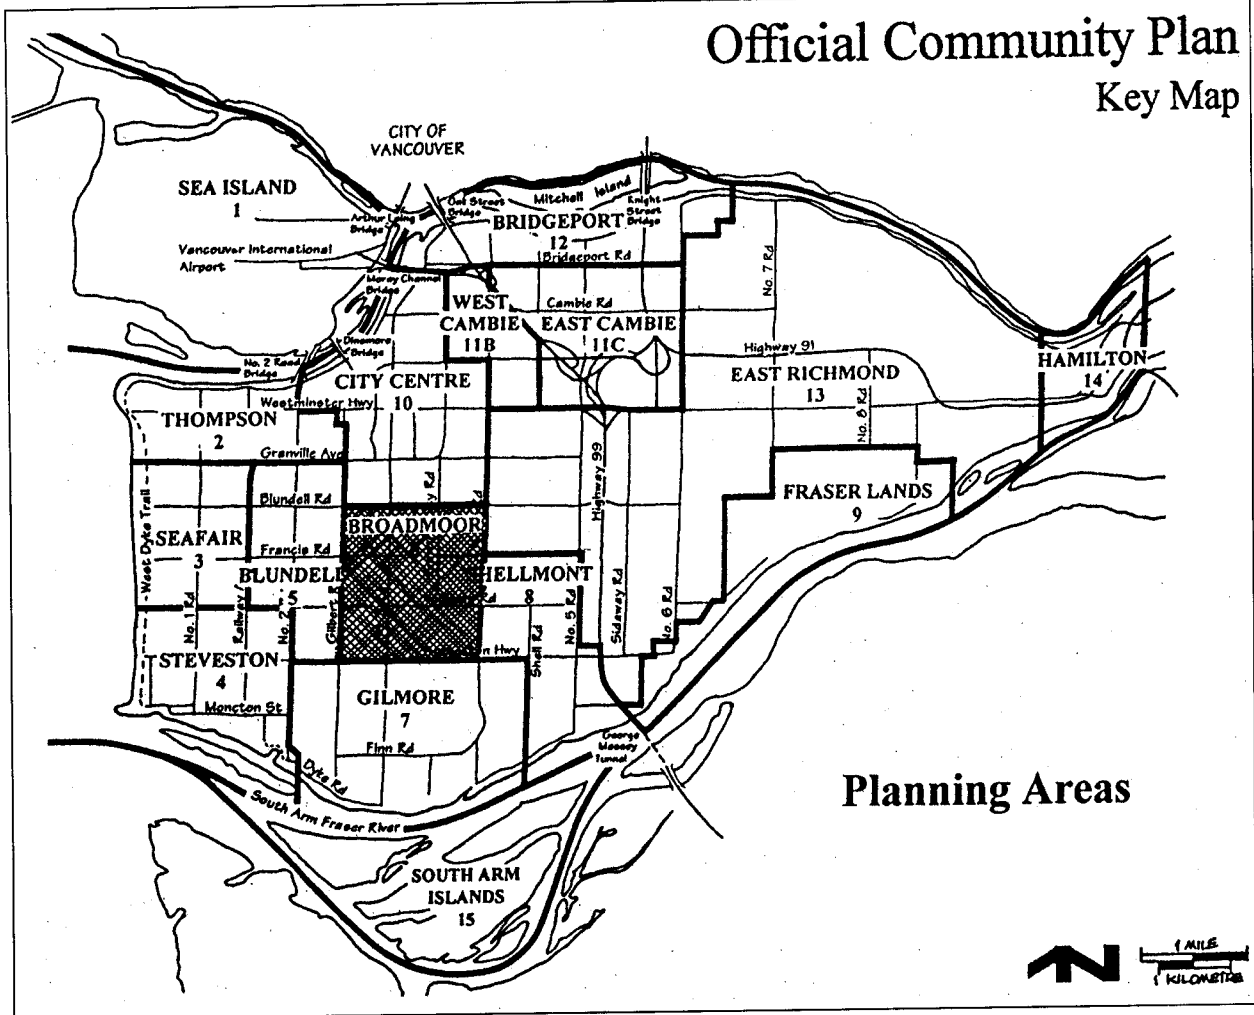 Official Community Plan
Key Map
CITY OF
VANCOUVER
SEA ISLAND
1
Mitchell Island
Oak Street
Bridge
Knight
Street
Bridge
Arthur Laing
Bridge
BRIDGEPORT
12
Bridgeport Rd
Vancouver International
Airport
Moray Channel
Bridge
No. 7 Rd
WEST
CAMBIE
11B
Cambie Rd
EAST CAMBIE
11C
Dinsmore
Bridge
No. 2 Road
Bridge
Highway 91
HAMILTON
14
CITY CENTRE
10
EAST RICHMOND
13
Westminster Hwy
THOMPSON
2
No. 8 Rd
Granville Ave
Highway 99
Blundell Rd
FRASER LANDS
9
West Dyke Trail
BROADMOOR
SEAFAIR
3
Francis Rd
BLUNDELL
5
SHELLMONT
8
No. 1 Rd
Railway
No. 2
Gilbert R
Rd
No. 5 Rd
Sidaway Rd
No. 6 Rd
STEVESTON
4
n Hwy
Shell Rd
GILMORE
7
Moncton St
Finn Rd
George
Massey
Tunnel
Dyke Rd
South Arm Fraser River
Planning Areas
SOUTH ARM
ISLANDS
15
N
1 MILE
1 KILOMETRE